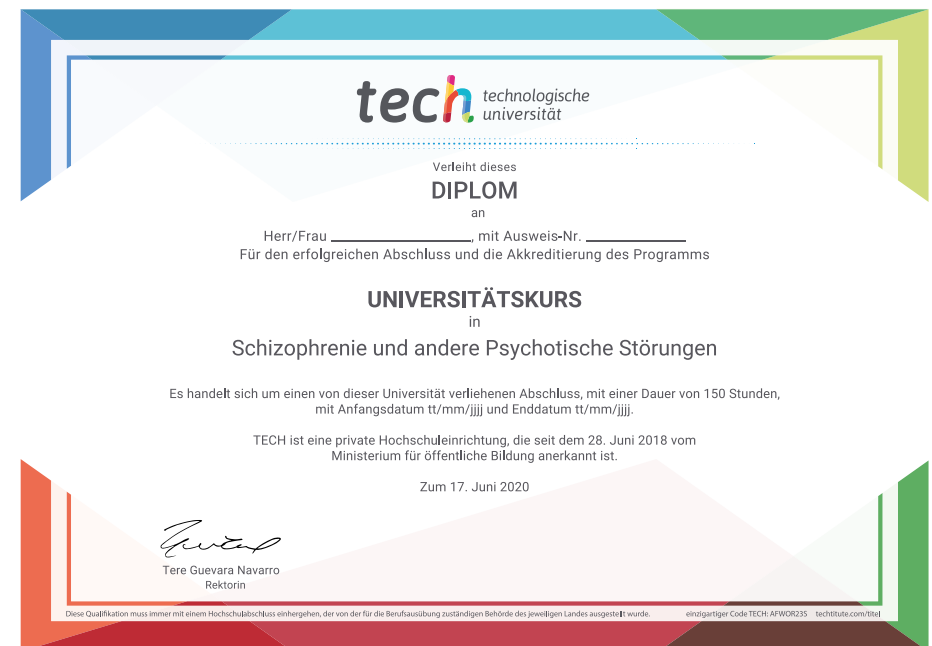 tech technologische
universität
Verleiht dieses
DIPLOM
an
Herr/Frau ____________________, mit Ausweis-Nr. ______________
Für den erfolgreichen Abschluss und die Akkreditierung des Programms
UNIVERSITÄTSKURS
in
Schizophrenie und andere Psychotische Störungen
Es handelt sich um einen von dieser Universität verliehenen Abschluss, mit einer Dauer von 150 Stunden,
mit Anfangsdatum tt/mm/jjjj und Enddatum tt/mm/jjjj.
TECH ist eine private Hochschuleinrichtung, die seit dem 28. Juni 2018 vom
Ministerium für öffentliche Bildung anerkannt ist.
Zum 17. Juni 2020
Tere Guevara Navarro
Rektorin
Diese Qualifikation muss immer mit einem Hochschulabschluss einhergehen, der von der für die Berufsausübung zuständigen Behörde des jeweiligen Landes ausgestellt wurde. einzigartiger Code TECH: AFWOR23S techtitute.com/titel